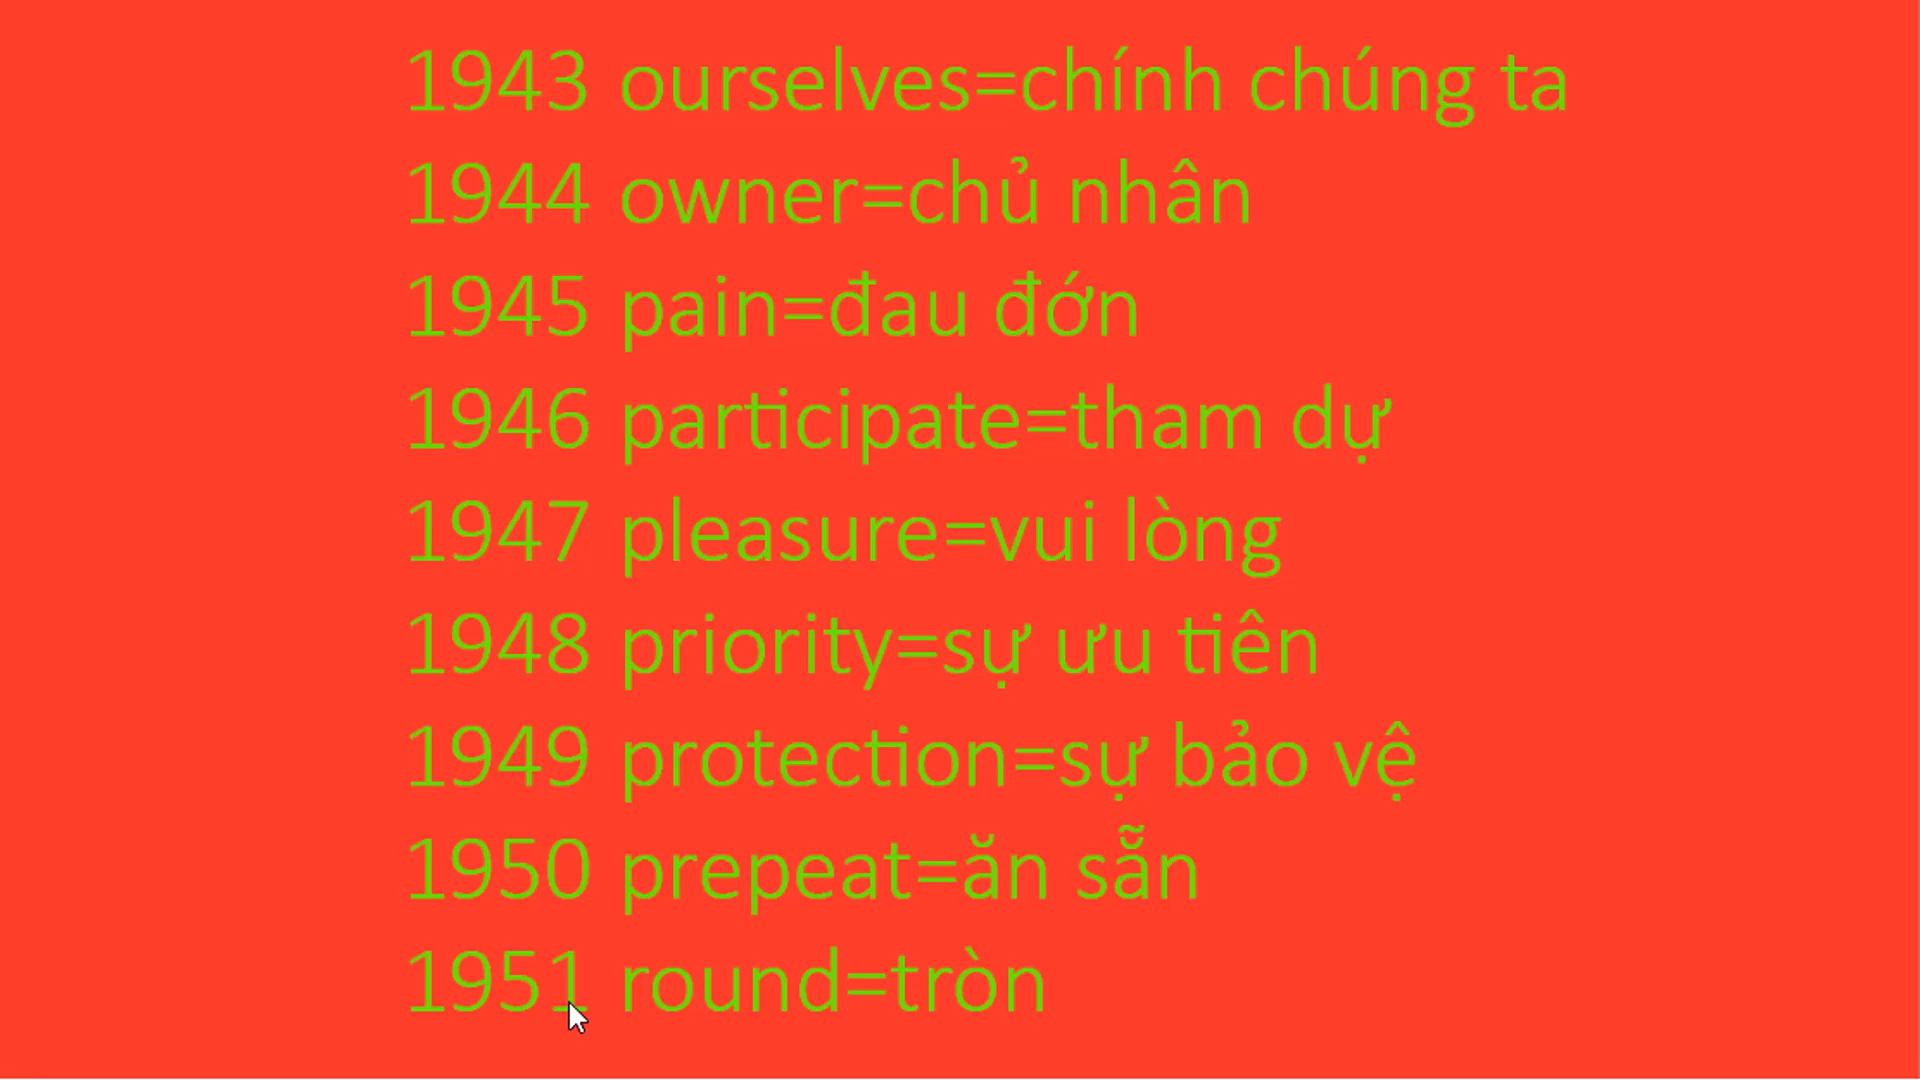 1943 ourselves=chính chúng ta
1944 owner=chủ nhân
1945 pain=đau đớn
1946 participate=tham dự
1947 pleasure=vui lòng
1948 priority=sự ưu tiên
1949 protection=sự bảo vệ
1950 prepeat=ăn sẵn
1951 round=tròn